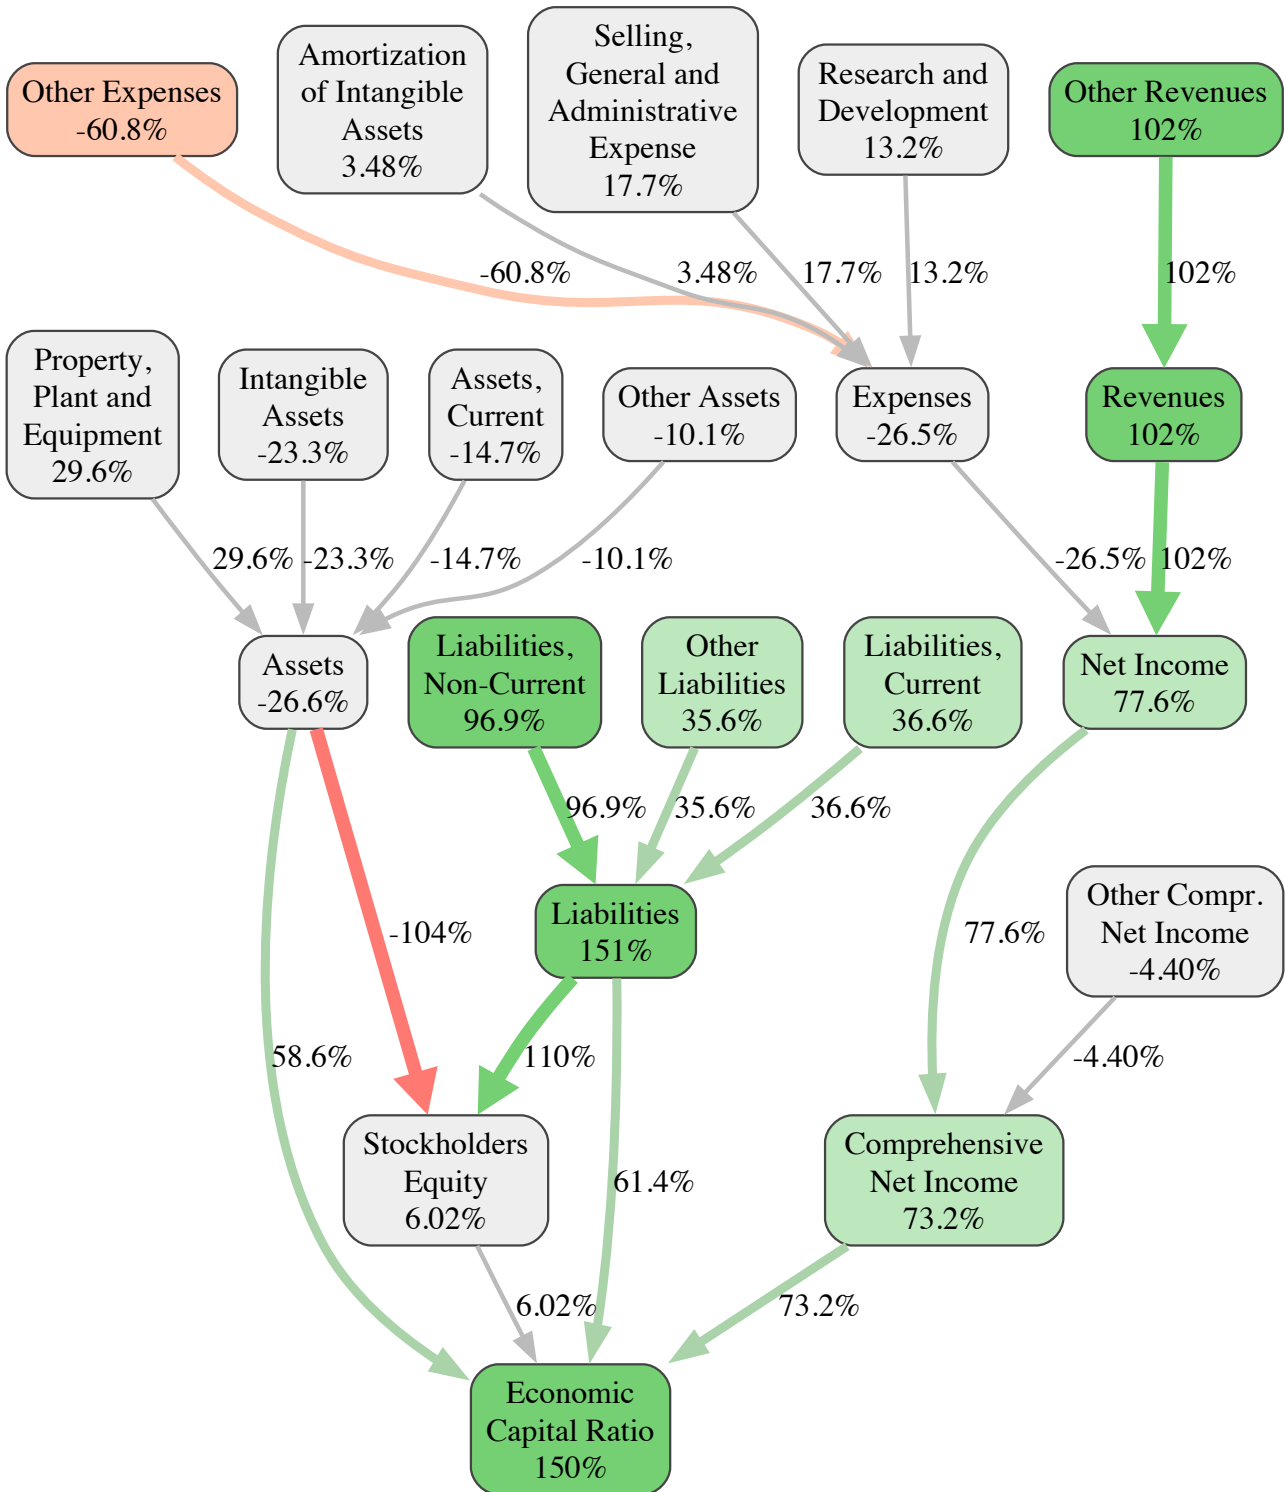 Other Expenses
-60.8%
Amortization
of Intangible
Assets
3.48%
Selling,
General and
Administrative
Expense
17.7%
Research and
Development
13.2%
Other Revenues
102%
-60.8%
3.48%
17.7%
13.2%
102%
Property,
Plant and
Equipment
29.6%
Intangible
Assets
-23.3%
Assets,
Current
-14.7%
Other Assets
-10.1%
Expenses
-26.5%
Revenues
102%
29.6%
-23.3%
-14.7%
-10.1%
-26.5%
102%
Assets
-26.6%
Liabilities,
Non-Current
96.9%
Other
Liabilities
35.6%
Liabilities,
Current
36.6%
Net Income
77.6%
96.9%
35.6%
36.6%
Liabilities
151%
-104%
77.6%
Other Compr.
Net Income
-4.40%
58.6%
110%
-4.40%
Stockholders
Equity
6.02%
61.4%
Comprehensive
Net Income
73.2%
6.02%
73.2%
Economic
Capital Ratio
150%